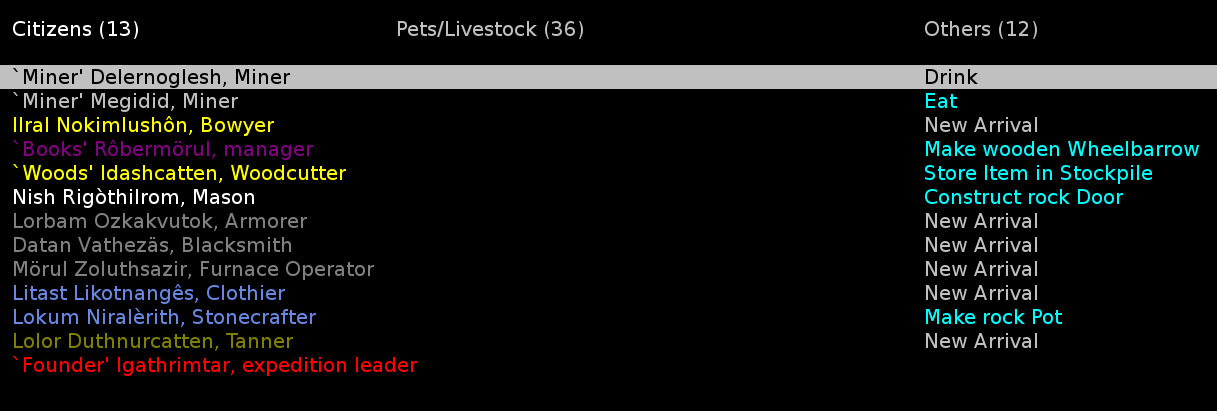 Citizens (13) Pets/Livestock (36) Others (12)
`Miner' Delernoglesh, Miner Drink
`Miner' Megidid, Miner Eat
Ilral Nokimlushôn, Bowyer New Arrival
`Books' Rôbermörul, manager Make wooden Wheelbarrow
`Woods' Idashcatten, Woodcutter Store Item in Stockpile
Nish Rigòthilrom, Mason Construct rock Door
Lorbam Ozkakvutok, Armorer New Arrival
Datan Vathezäs, Blacksmith New Arrival
Mörul Zoluthsazir, Furnace Operator New Arrival
Litast Likotnangês, Clothier New Arrival
Lokum Niralèrith, Stonecrafter Make rock Pot
Lolor Duthnurcatten, Tanner New Arrival
`Founder' Igathrimtar, expedition leader